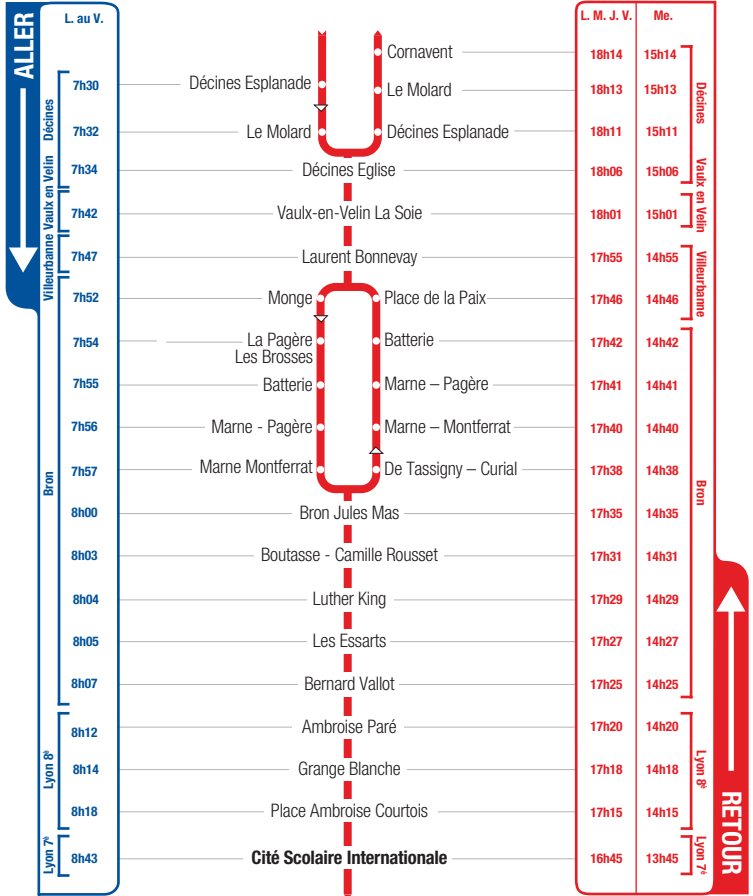 ALLER
L. au V.
L. M. J. V. Me.
Cornavent 18h14 15h14
7h30 Décines Esplanade Le Molard 18h13 15h13
7h32 Le Molard Décines Esplanade 18h11 15h11
7h34 Décines Eglise 18h06 15h06
7h42 Vaulx-en-Velin La Soie 18h01 15h01
7h47 Laurent Bonnevay 17h55 14h55
7h52 Monge Place de la Paix 17h46 14h46
7h54 La Pagère Batterie 17h42 14h42
Les Brosses
7h55 Batterie Marne – Pagère 17h41 14h41
7h56 Marne - Pagère Marne – Montferrat 17h40 14h40
7h57 Marne Montferrat De Tassigny – Curial 17h38 14h38
8h00 Bron Jules Mas 17h35 14h35
8h03 Boutasse - Camille Rousset 17h31 14h31
8h04 Luther King 17h29 14h29
8h05 Les Essarts 17h27 14h27
8h07 Bernard Vallot 17h25 14h25
8h12 Ambroise Paré 17h20 14h20
8h14 Grange Blanche 17h18 14h18
8h18 Place Ambroise Courtois 17h15 14h15
8h43 Cité Scolaire Internationale 16h45 13h45
Décines
Vaulx en Velin
Villeurbanne
Bron
Lyon 8è
Lyon 7è
Décines
Vaulx en Velin
Villeurbanne
Bron
Lyon 8è
Lyon 7è
RETOUR